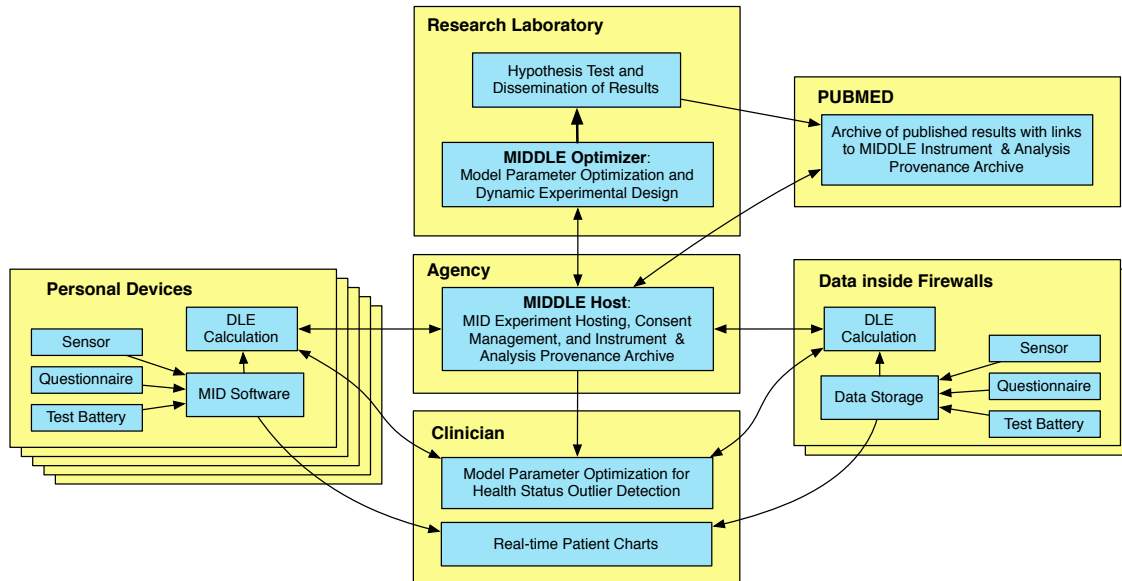 Research Laboratory
Hypothesis Test and
Dissemination of Results
MIDDLE Optimizer:
Model Parameter Optimization and
Dynamic Experimental Design
PUBMED
Archive of published results with links
to MIDDLE Instrument & Analysis
Provenance Archive
Agency
MIDDLE Host:
MID Experiment Hosting, Consent
Management, and Instrument &
Analysis Provenance Archive
Personal Devices
DLE
Calculation
Sensor
Questionnaire
Test Battery
MID Software
Data inside Firewalls
DLE
Calculation
Data Storage
Sensor
Questionnaire
Test Battery
Clinician
Model Parameter Optimization for
Health Status Outlier Detection
Real-time Patient Charts